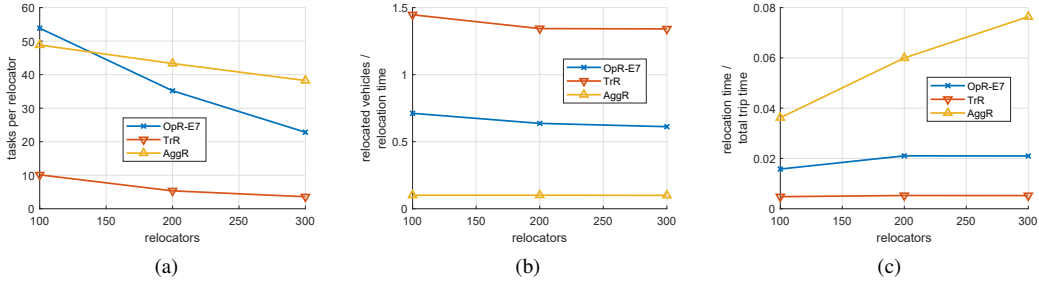 60
50
40
30
20
10
0
100
150
200
250
300
relocators
tasks per relocator
OpR-E7
TrR
AggR
(a)
1.5
1
0.5
0
100
150
200
250
300
relocators
relocated vehicles /
relocation time
OpR-E7
TrR
AggR
(b)
0.08
0.06
0.04
0.02
0
100
150
200
250
300
relocators
relocation time /
total trip time
OpR-E7
TrR
AggR
(c)